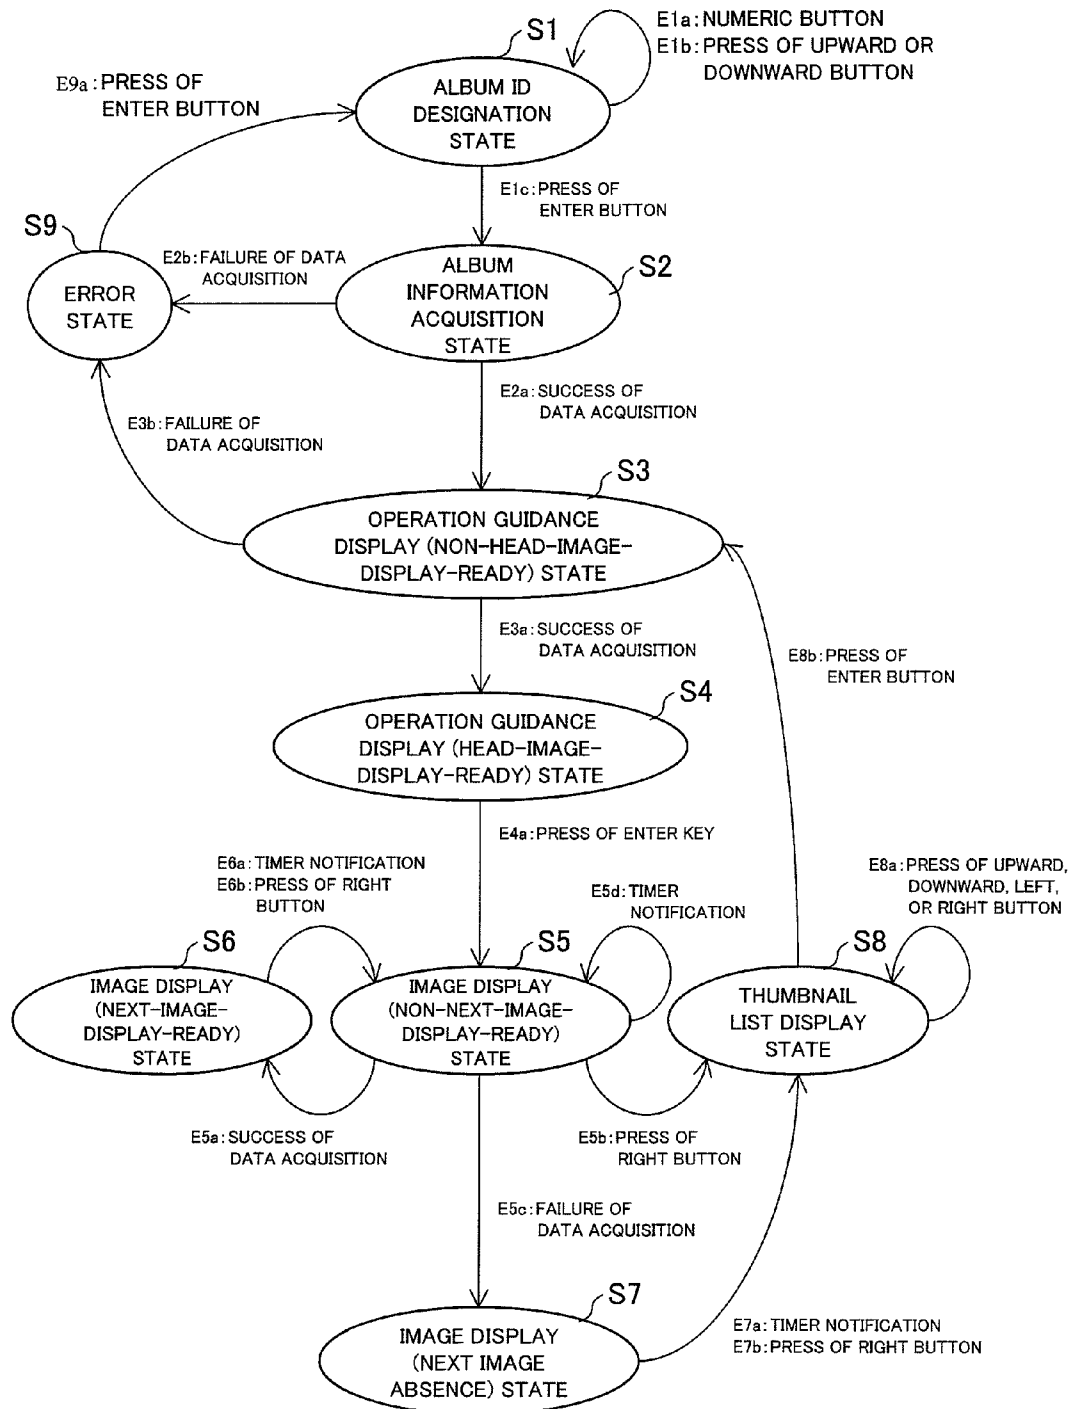 S1
E1a:NUMERIC BUTTON
E1b:PRESS OF UPWARD OR
DOWNWARD BUTTON
E9a:PRESS OF
ENTER BUTTON
ALBUM ID
DESIGNATION
STATE
E1c:PRESS OF
ENTER BUTTON
S9
E2b:FAILURE OF DATA
ACQUISITION
ERROR
STATE
S2
ALBUM
INFORMATION
ACQUISITION
STATE
E2a:SUCCESS OF
DATA ACQUISITION
E3b:FAILURE OF
DATA ACQUISITION
S3
OPERATION GUIDANCE
DISPLAY (NON-HEAD-IMAGE-
DISPLAY-READY) STATE
E3a:SUCCESS OF
DATA ACQUISITION
E8b:PRESS OF
ENTER BUTTON
S4
OPERATION GUIDANCE
DISPLAY (HEAD-IMAGE-
DISPLAY-READY) STATE
E4a:PRESS OF ENTER KEY
E6a:TIMER NOTIFICATION
E6b:PRESS OF RIGHT
BUTTON
E5d:TIMER
NOTIFICATION
E8a:PRESS OF UPWARD,
DOWNWARD, LEFT,
OR RIGHT BUTTON
S6
IMAGE DISPLAY
(NEXT-IMAGE-
DISPLAY-READY)
STATE
S5
IMAGE DISPLAY
(NON-NEXT-IMAGE-
DISPLAY-READY)
STATE
S8
THUMBNAIL
LIST DISPLAY
STATE
E5a:SUCCESS OF
DATA ACQUISITION
E5b:PRESS OF
RIGHT BUTTON
E5c:FAILURE OF
DATA ACQUISITION
S7
IMAGE DISPLAY
(NEXT IMAGE
ABSENCE) STATE
E7a:TIMER NOTIFICATION
E7b:PRESS OF RIGHT BUTTON